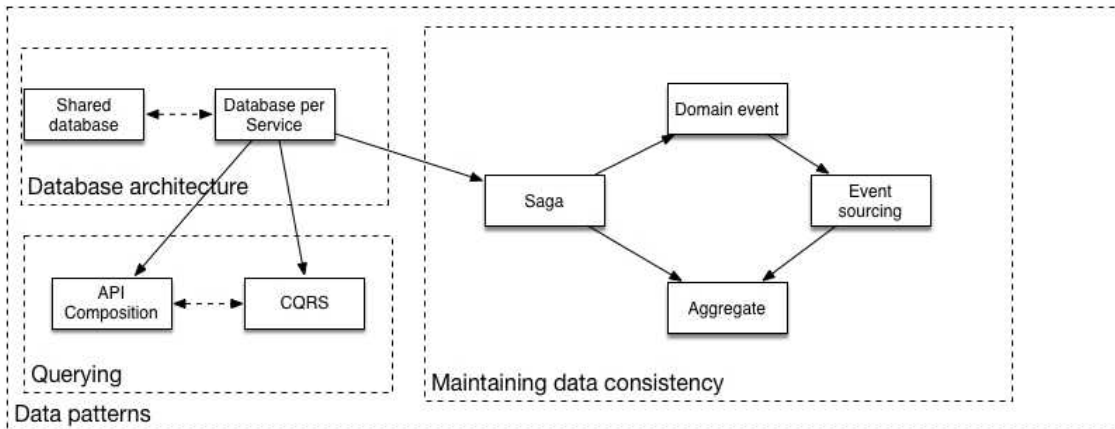 Shared
database
Database per
Service
Database architecture
API
Composition
CQRS
Querying
Domain event
Saga
Event
sourcing
Aggregate
Maintaining data consistency
Data patterns